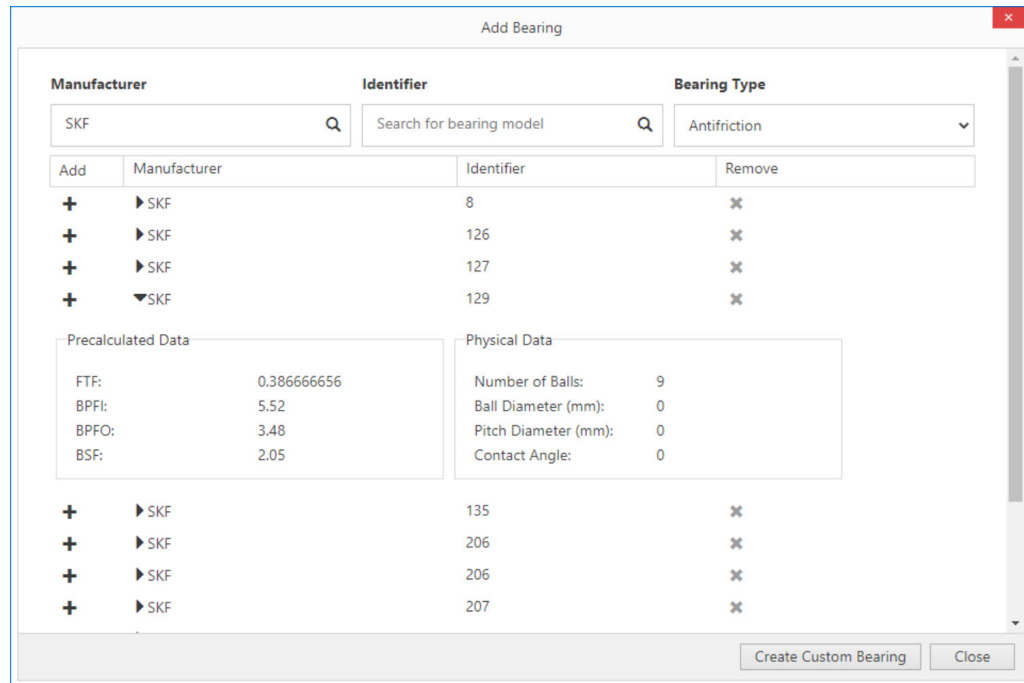 Add Bearing
Manufacturer Identifier Bearing Type
SKF Search for bearing model Antifriction
Add Manufacturer Identifier Remove
SKF 8
SKF 126
SKF 127
SKF 129
Precalculated Data Physical Data
FTF: 0.386666656 Number of Balls: 9
BPFI: 5.52 Ball Diameter (mm): 0
BPFO: 3.48 Pitch Diameter (mm): 0
BSF: 2.05 Contact Angle: 0
SKF 135
SKF 206
SKF 206
SKF 207
Create Custom Bearing Close